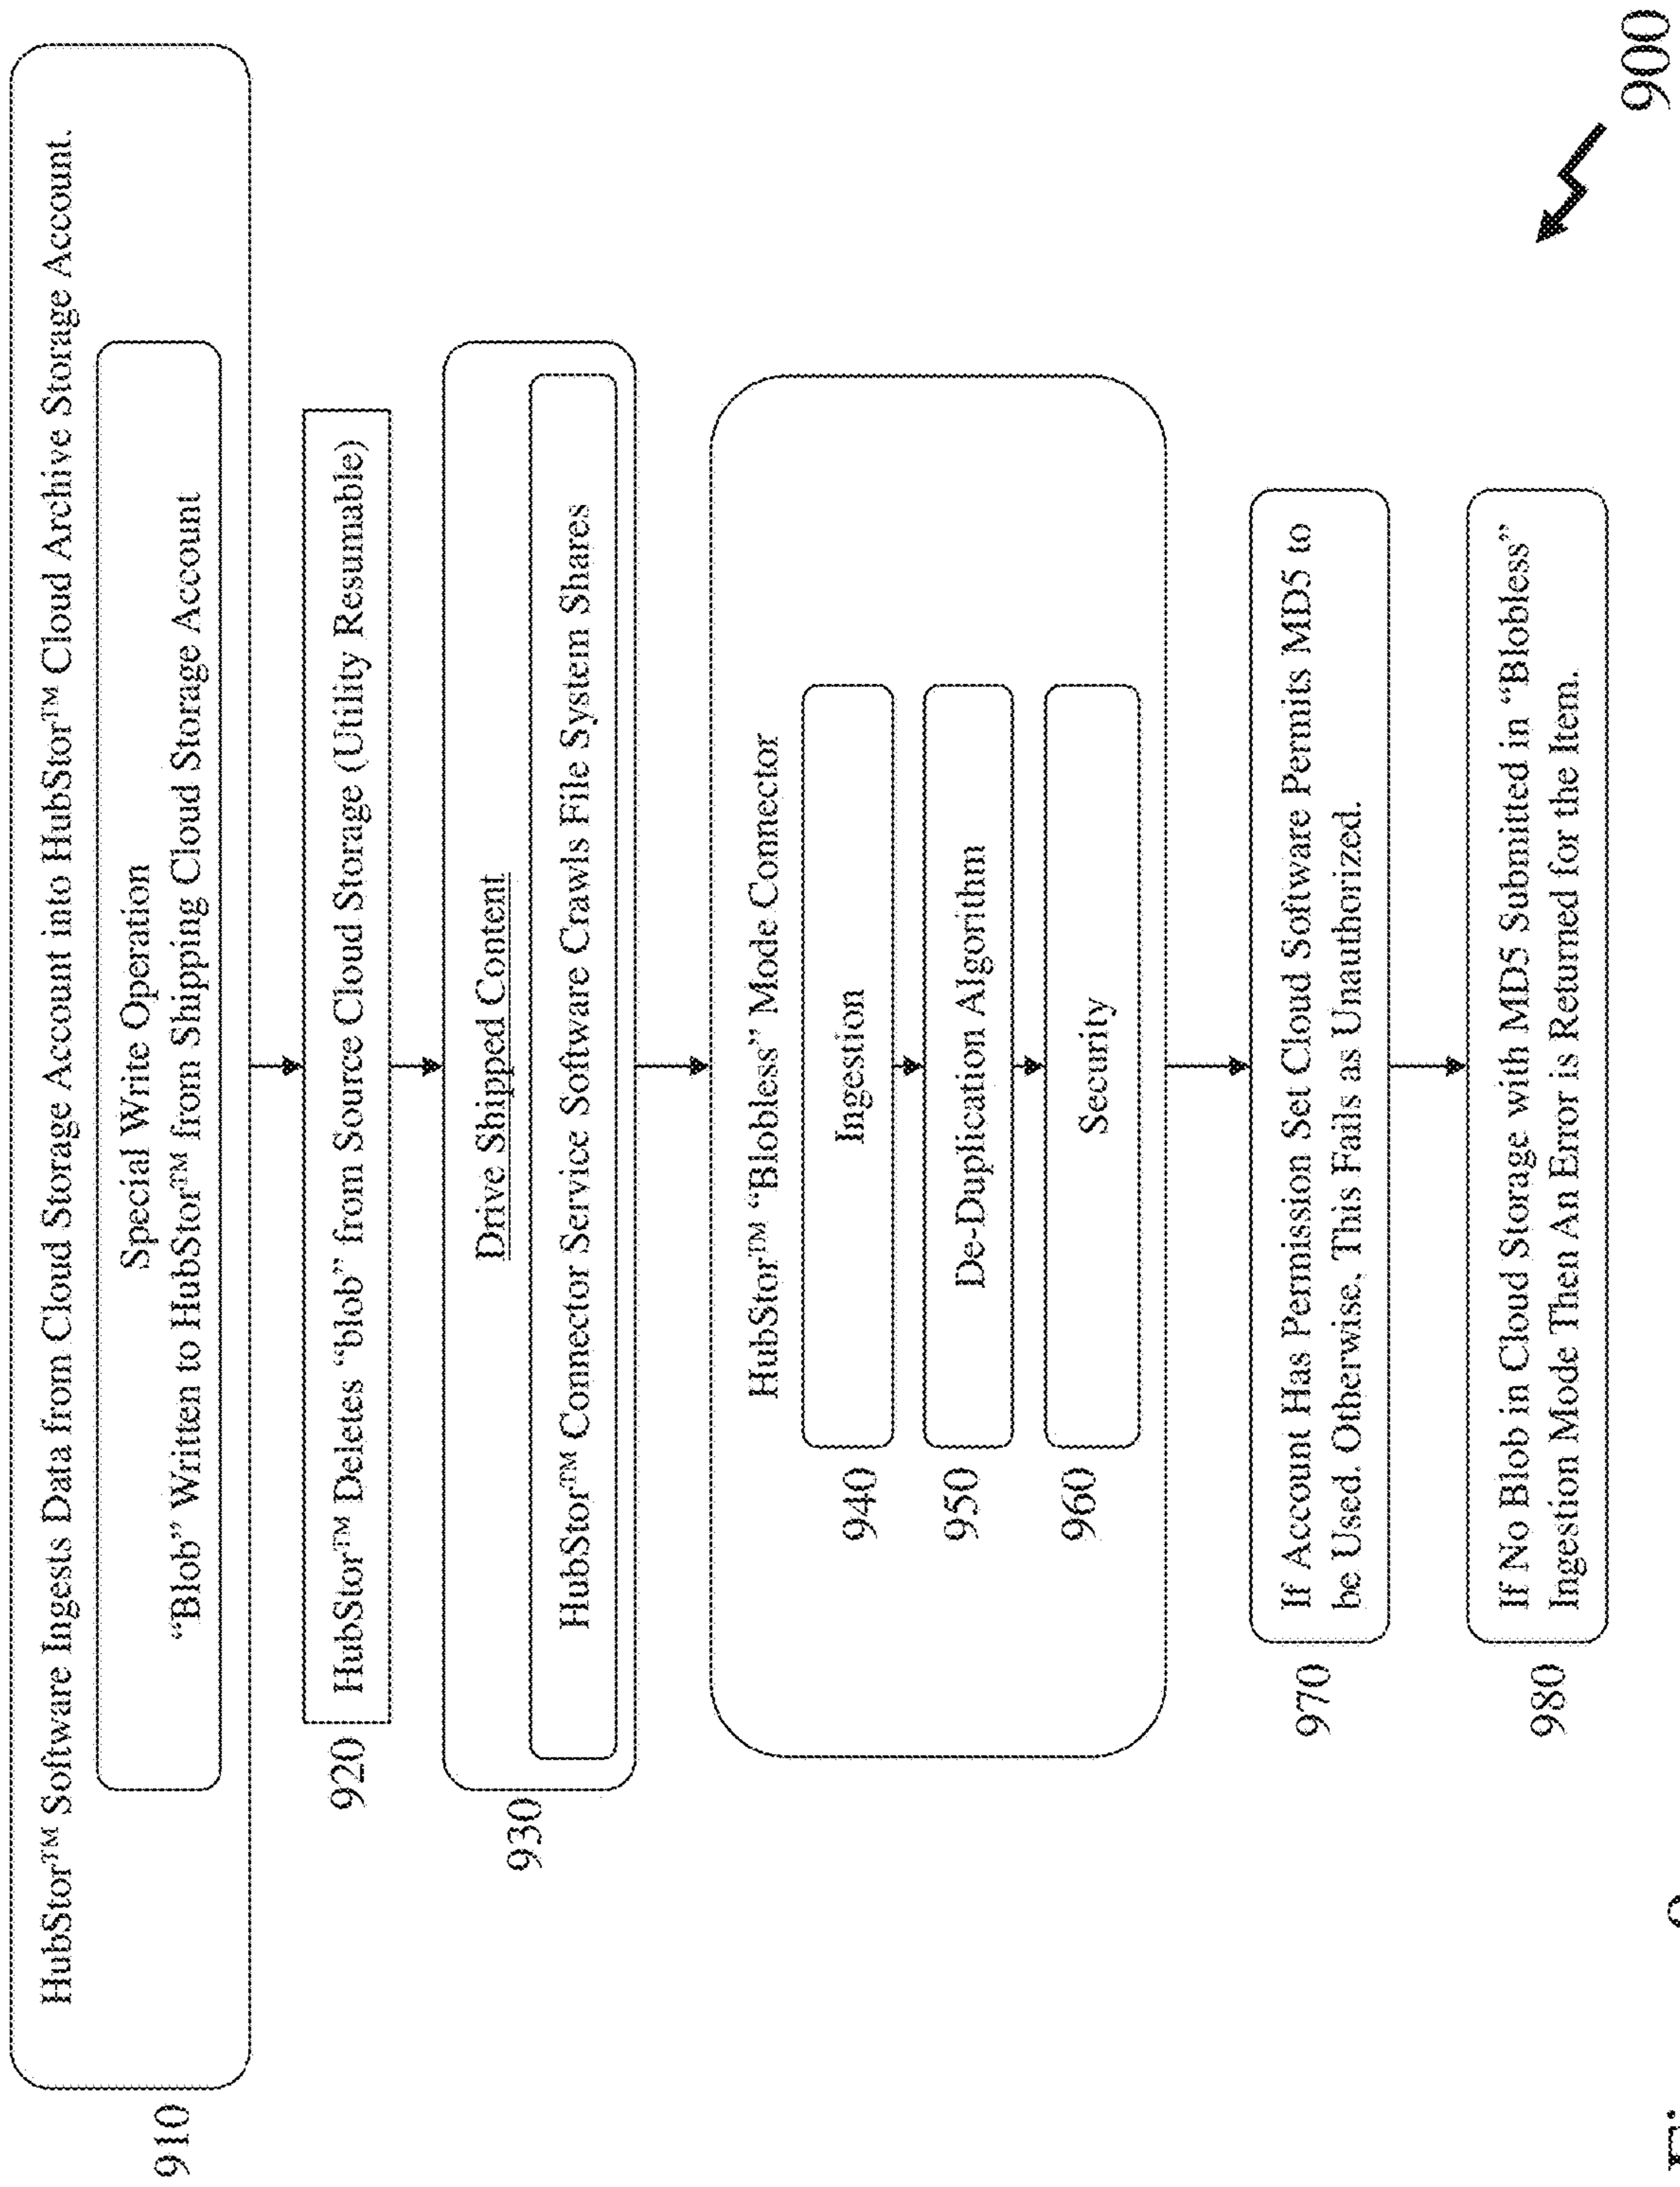 910
HubStor™ Software Ingests Data from Cloud Storage Account into HubStor™ Cloud Archive Storage Account.
Special Write Operation
“Blob” Written to HubStor™ from Shipping Cloud Storage Account
920
HubStor™ Deletes “blob” from Source Cloud Storage (Utility Resumable)
930
Drive Shipped Content
HubStor™ Connector Service Software Crawls File System Shares
HubStor™ “Blobless” Mode Connector
940
Ingestion
950
De-Duplication Algorithm
960
Security
970
If Account Has Permission Set Cloud Software Permits MD5 to
be Used. Otherwise, This Fails as Unauthorized.
980
If No Blob in Cloud Storage with MD5 Submitted in “Blobless”
Ingestion Mode Then An Error is Returned for the Item.
900